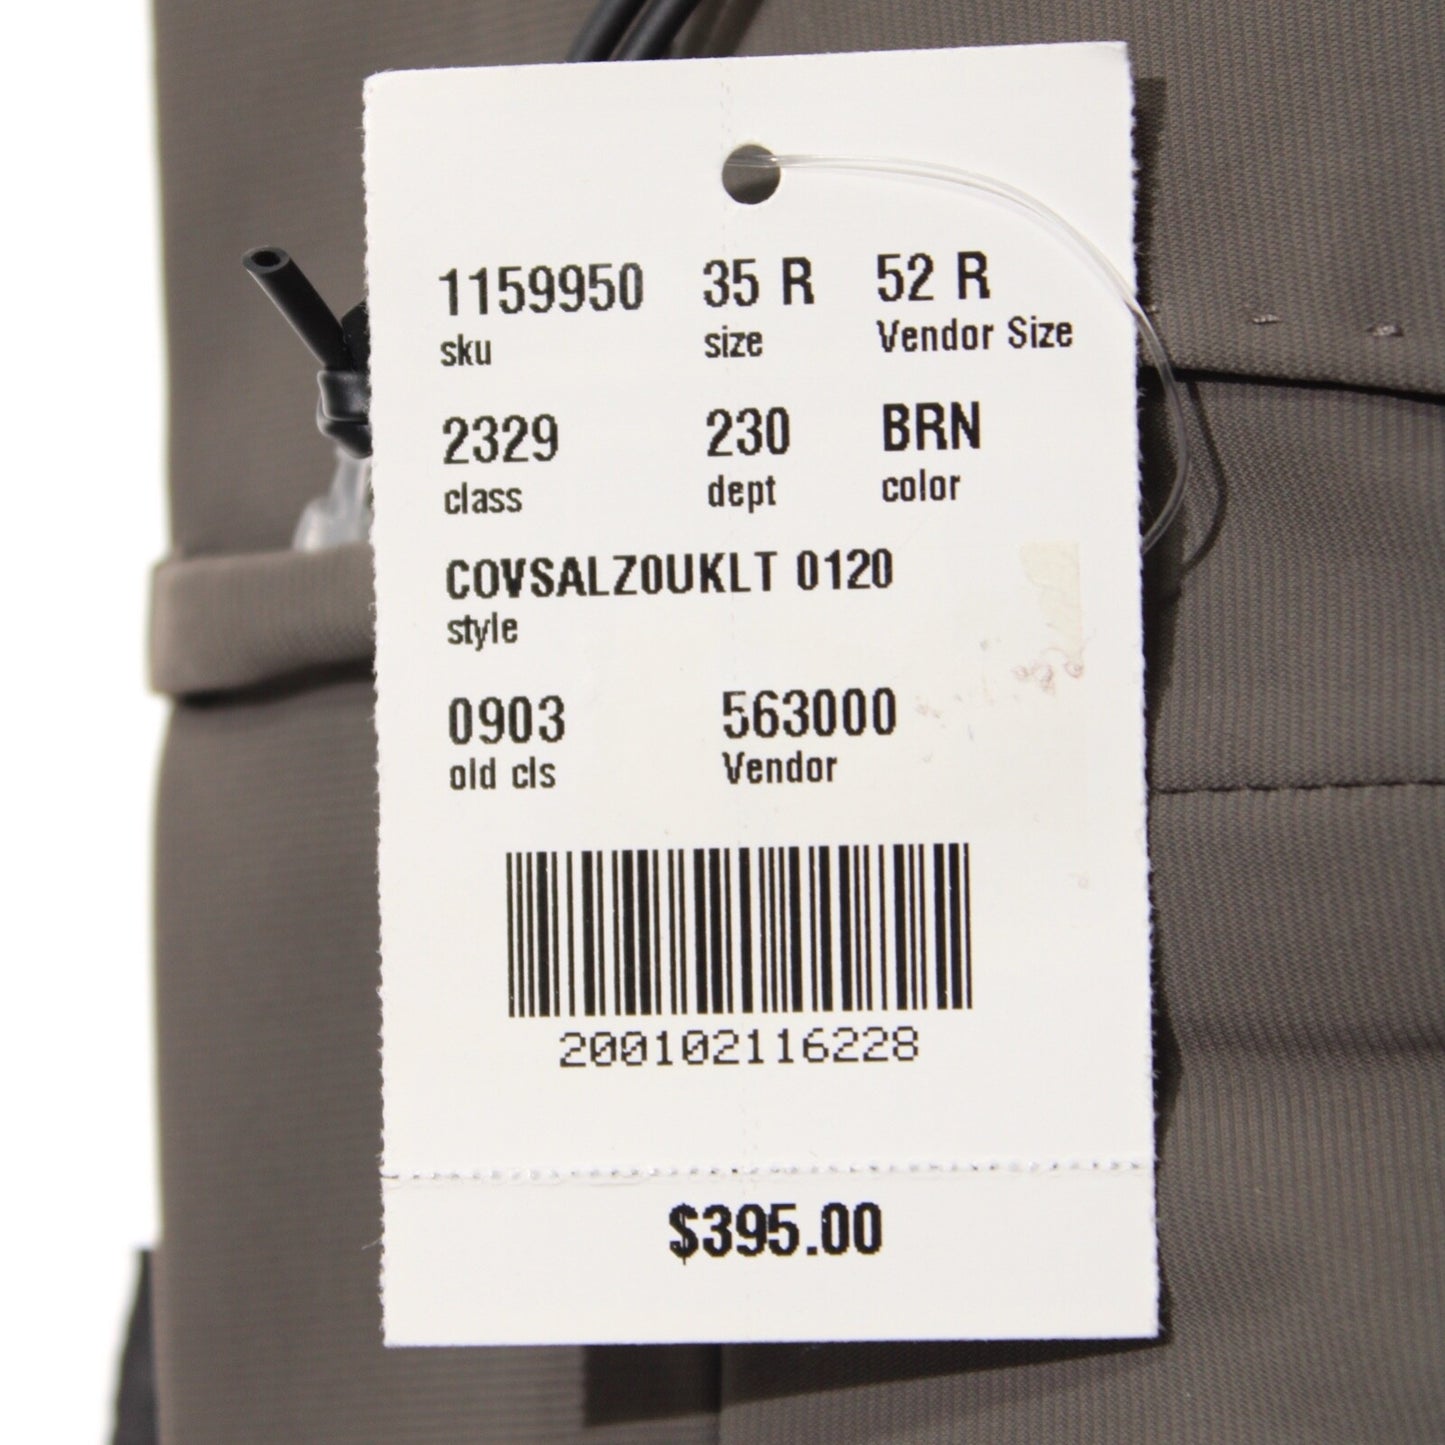 1159950 35 R 52 R
sku size Vendor Size
2329 230 BRN
class dept color
COVSALZOUKLT 0120
style
0903 563000
old cls Vendor
200102116228
$395.00